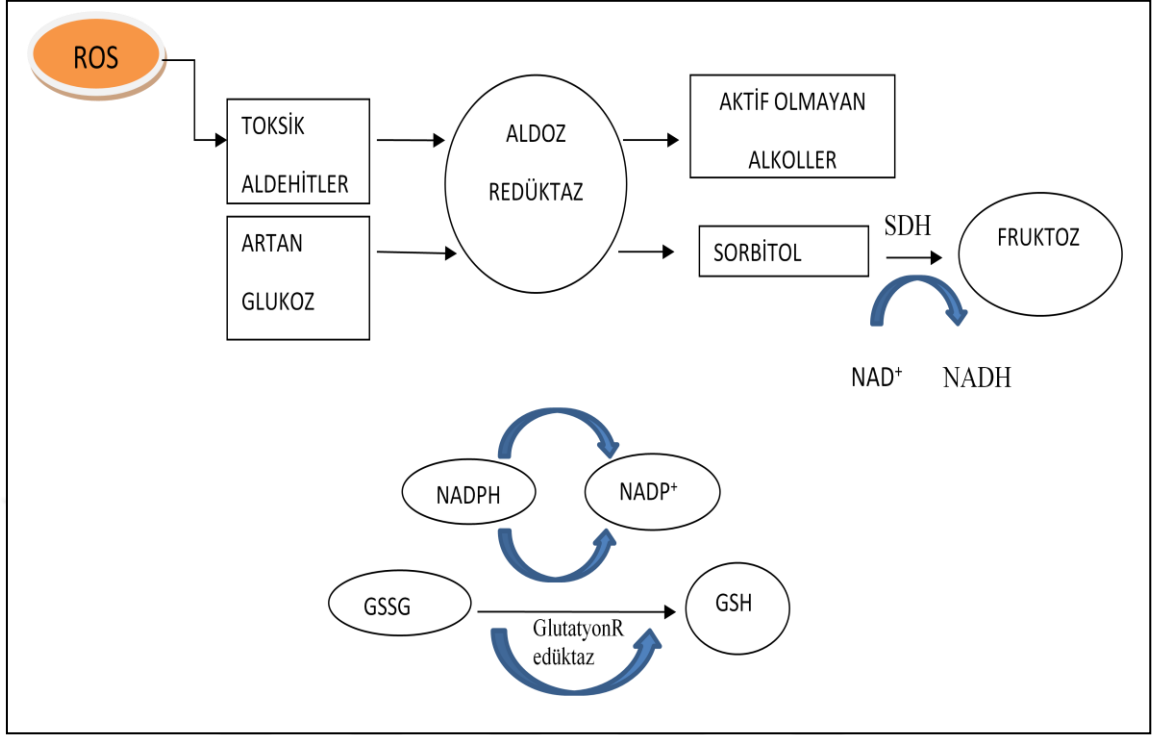 ROS
TOKSİK
ALDEHİTLER
ARTAN
GLUKOZ
ALDOZ
REDÜKTAZ
AKTİF OLMAYAN
ALKOLLER
SORBİTOL
SDH
FRUKTOZ
NAD⁺ NADH
NADPH
NADP⁺
GSSG
GlutatyonR
edüktaz
GSH